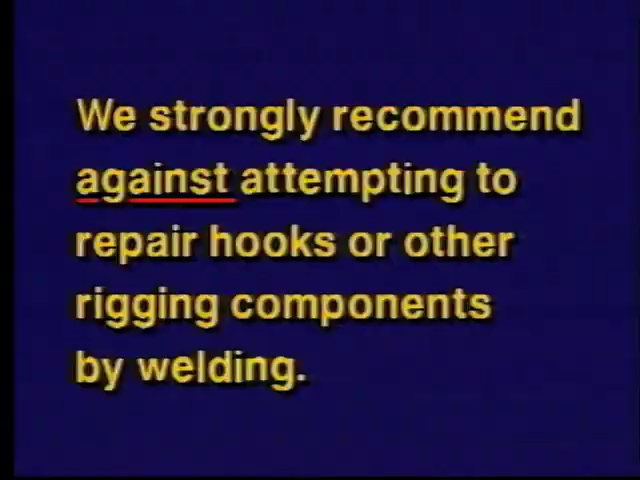 We strongly recommend
against attempting to
repair hooks or other
rigging components
by welding.